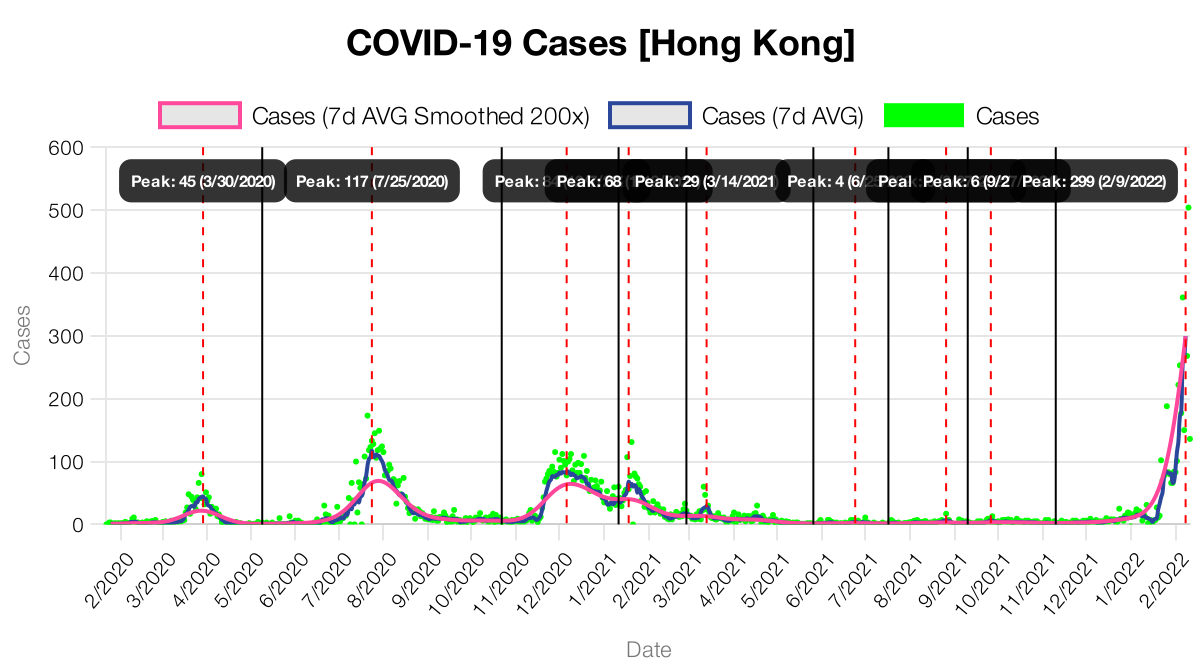 COVID-19 Cases [Hong Kong]
Cases (7d AVG Smoothed 200x) Cases (7d AVG) Cases
600
Peak: 45 (3/30/2020) Peak: 117 (7/25/2020) Peak: Peak: 68 Peak: 29 (3/14/2021) Peak: 4 (6/ Peak: Peak: 6 (9/2 Peak: 299 (2/9/2022)
500
400
300
200
100
0
Cases
2/2020 3/2020 4/2020 5/2020 6/2020 7/2020 8/2020 9/2020 10/2020 11/2020 12/2020 1/2021 2/2021 3/2021 4/2021 5/2021 6/2021 7/2021 8/2021 9/2021 10/2021 11/2021 12/2021 1/2022 2/2022
Date